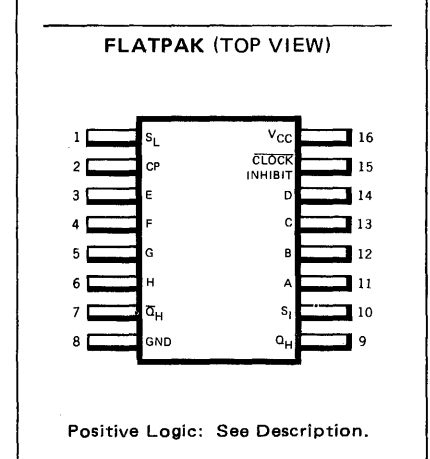 FLATPAK (TOP VIEW)
1 S_L V_CC 16
2 CP C̅L̅O̅C̅K̅ INHIBIT 15
3 E D 14
4 F C 13
5 G B 12
6 H A 11
7 Q̅_H S_I 10
8 GND Q_H 9
Positive Logic: See Description.